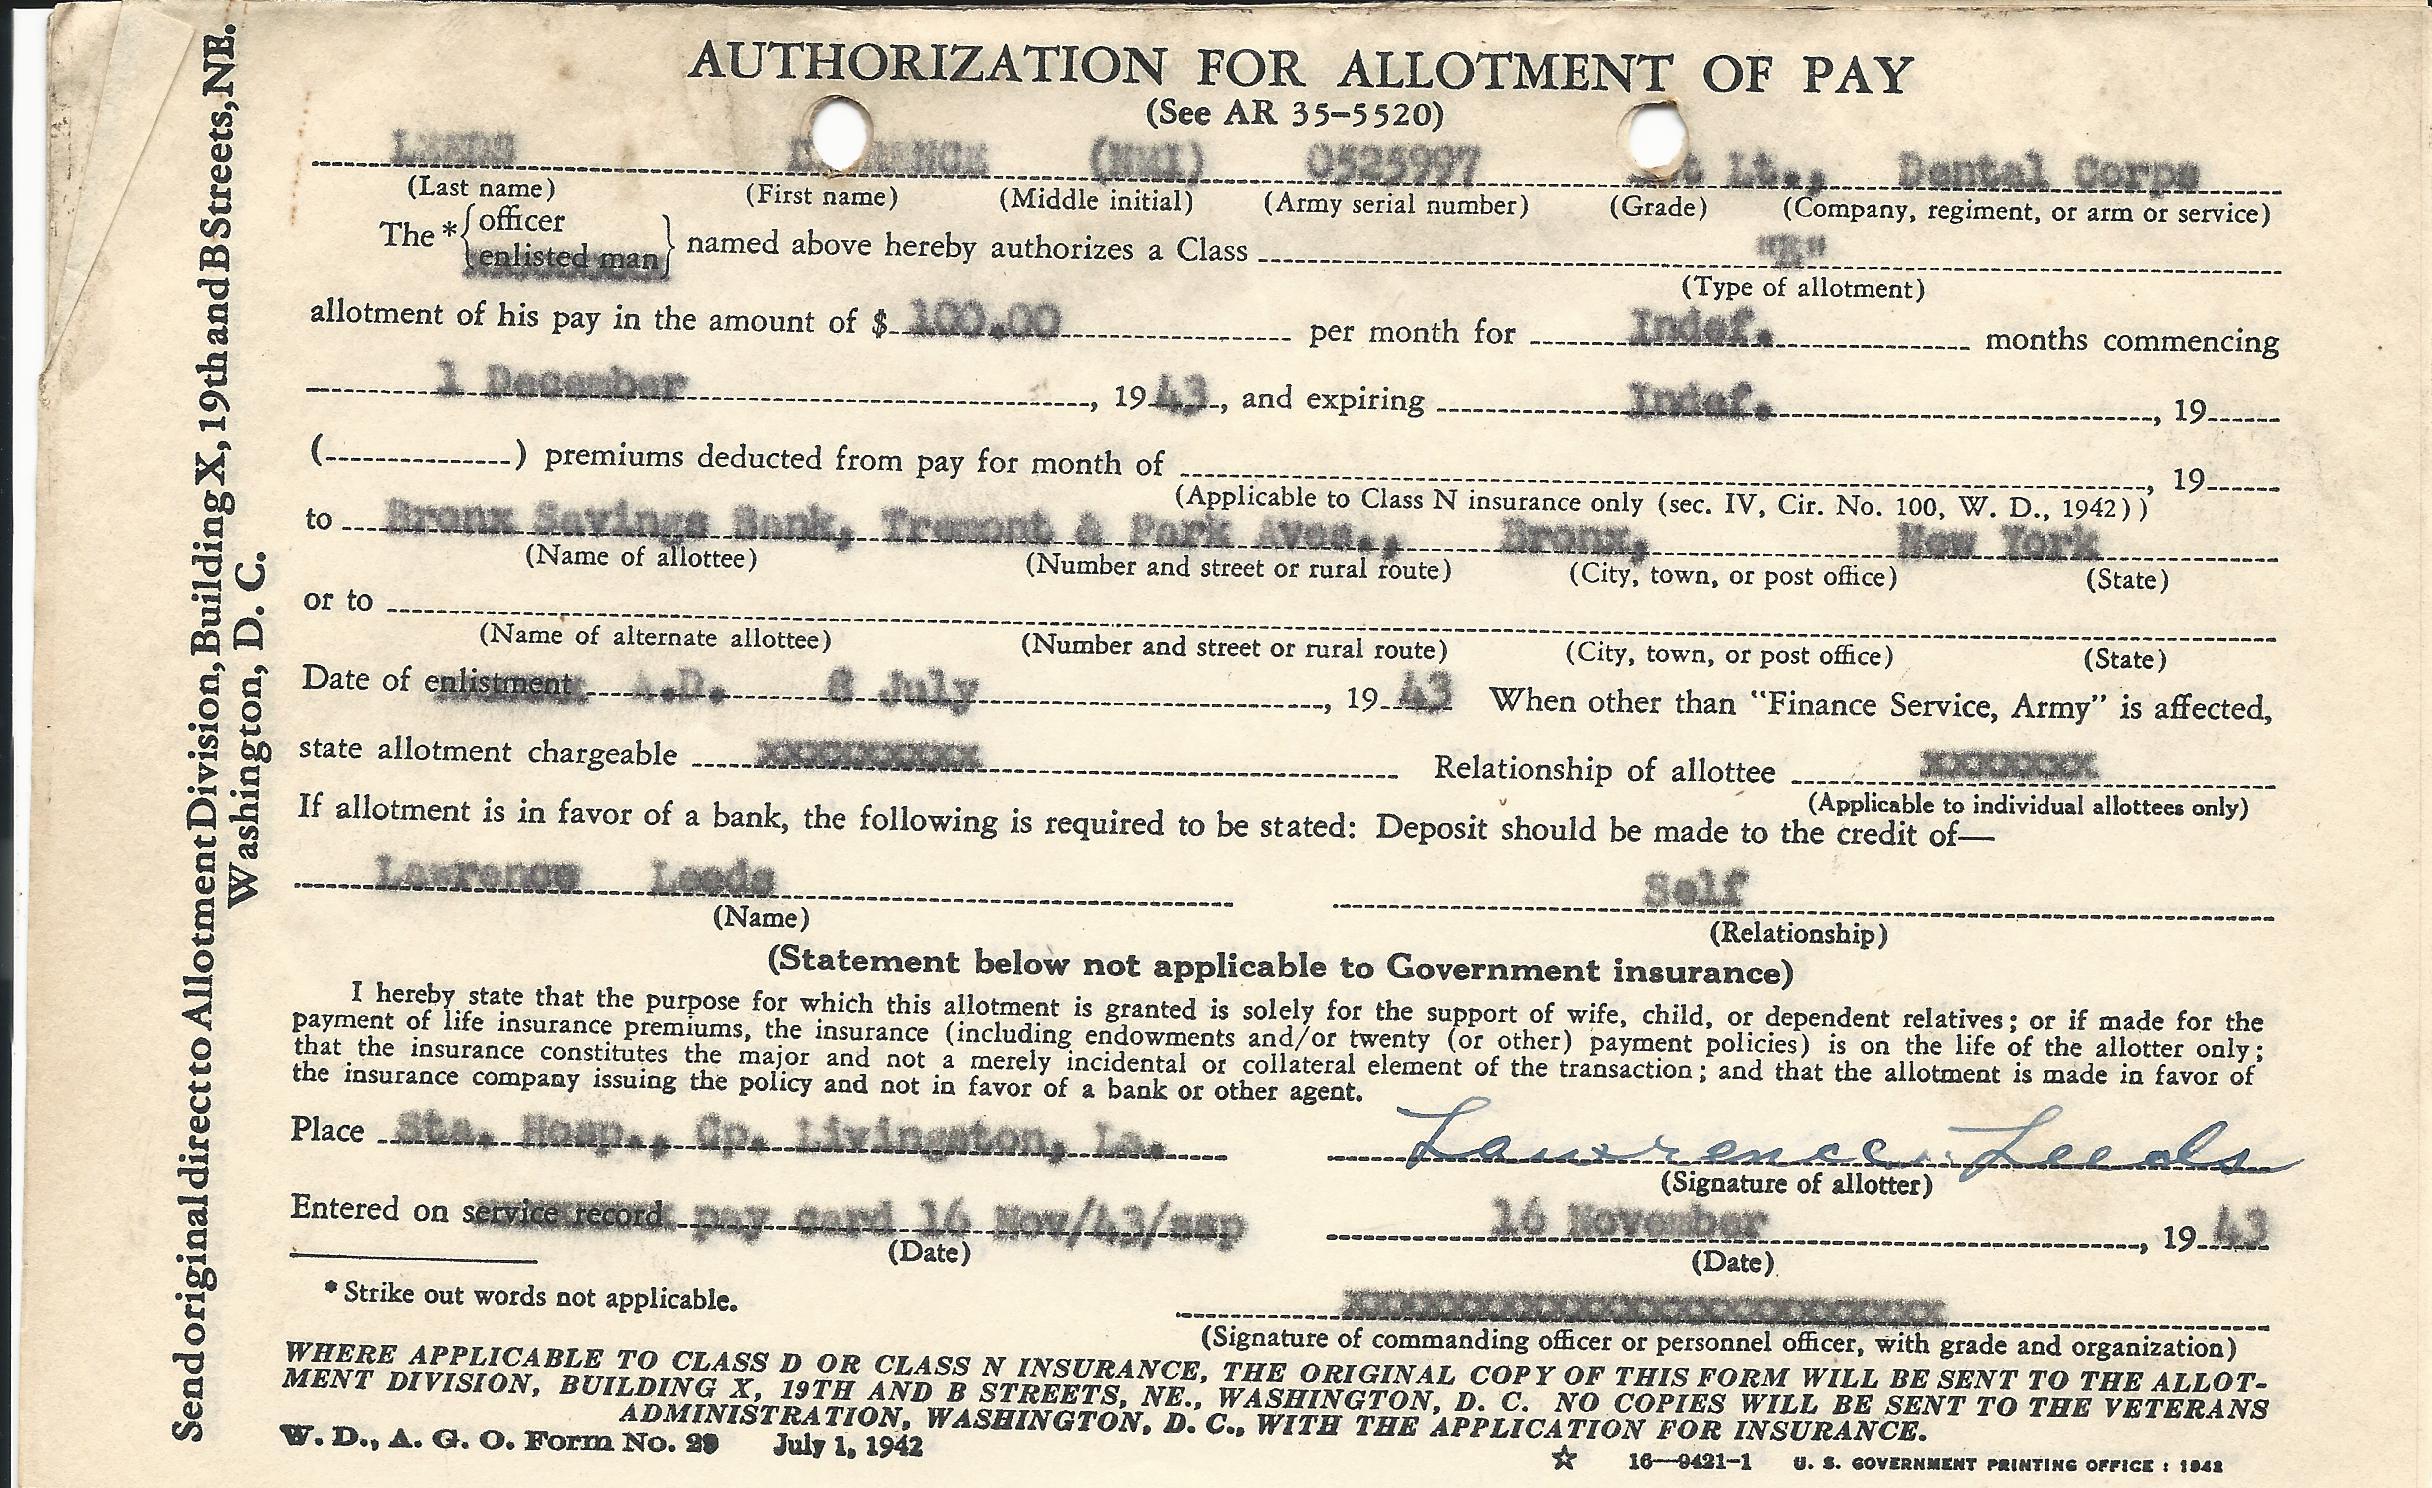 AUTHORIZATION FOR ALLOTMENT OF PAY
(See AR 35–5520)
LEEDS (NMI) 0525997 Lt., Dental Corps
(Last name) (First name) (Middle initial) (Army serial number) (Grade) (Company, regiment, or arm or service)
The * { officer
enlisted man } named above hereby authorizes a Class "E"
(Type of allotment)
allotment of his pay in the amount of $ 100.00 per month for Indef. months commencing
1 December, 1943, and expiring Indef., 19
( ) premiums deducted from pay for month of , 19
(Applicable to Class N insurance only (sec. IV, Cir. No. 100, W. D., 1942))
to Bronx Savings Bank, Tremont & Park Aves., Bronx, New York
(Name of allottee) (Number and street or rural route) (City, town, or post office) (State)
or to
(Name of alternate allottee) (Number and street or rural route) (City, town, or post office) (State)
Date of enlistment A.D. 8 July, 1943 When other than "Finance Service, Army" is affected,
state allotment chargeable xxxxxxxxxx Relationship of allottee xxxxxxxx
(Applicable to individual allottees only)
If allotment is in favor of a bank, the following is required to be stated: Deposit should be made to the credit of—
Lawrence Leeds Self
(Name) (Relationship)
(Statement below not applicable to Government insurance)
I hereby state that the purpose for which this allotment is granted is solely for the support of wife, child, or dependent relatives; or if made for the
payment of life insurance premiums, the insurance (including endowments and/or twenty (or other) payment policies) is on the life of the allotter only;
that the insurance constitutes the major and not a merely incidental or collateral element of the transaction; and that the allotment is made in favor of
the insurance company issuing the policy and not in favor of a bank or other agent.
Place Sta. Hosp., Cp. Livingston, La. Lawrence Leeds
(Signature of allotter)
Entered on service record pay card 16 Nov/43/sap 16 November, 1943
(Date) (Date)
* Strike out words not applicable.
(Signature of commanding officer or personnel officer, with grade and organization)
WHERE APPLICABLE TO CLASS D OR CLASS N INSURANCE, THE ORIGINAL COPY OF THIS FORM WILL BE SENT TO THE ALLOT-
MENT DIVISION, BUILDING X, 19TH AND B STREETS, NE., WASHINGTON, D. C. NO COPIES WILL BE SENT TO THE VETERANS
ADMINISTRATION, WASHINGTON, D. C., WITH THE APPLICATION FOR INSURANCE.
W. D., A. G. O. Form No. 29 July 1, 1942
☆ 16—9421-1 U. S. GOVERNMENT PRINTING OFFICE : 1942
Send original direct to Allotment Division, Building X, 19th and B Streets, NE.
Washington, D. C.